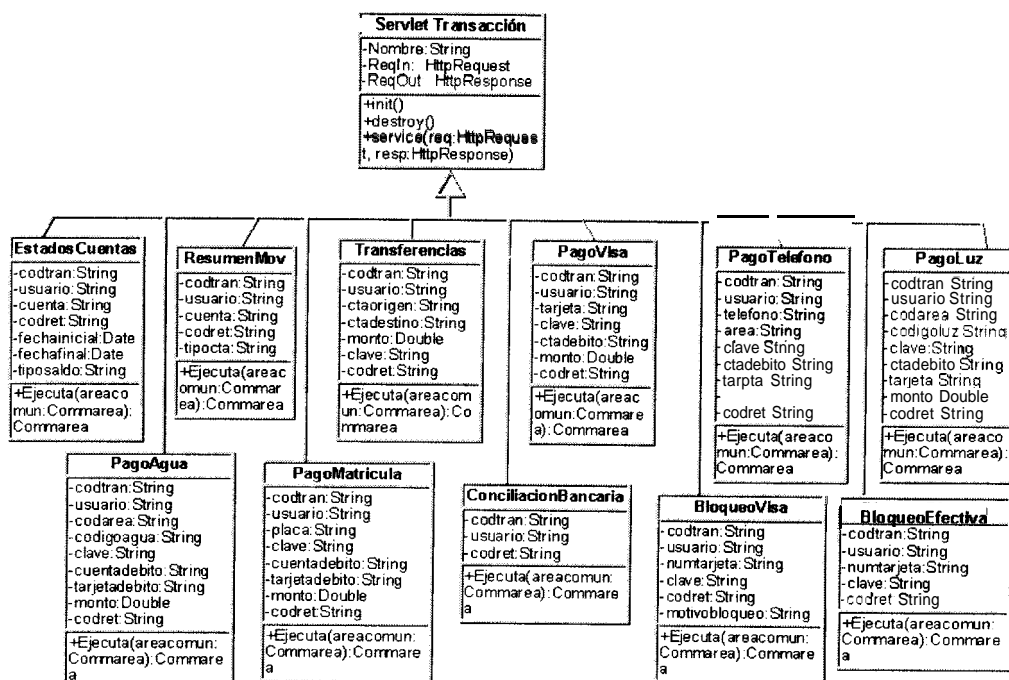 Servlet Transacción
-Nombre:String
-ReqIn: HttpRequest
-ReqOut HttpResponse
+init()
+destroy()
+service(req:HttpReques
t, resp:HttpResponse)
EstadosCuentas
-codtran:String
-usuario:String
-cuenta:String
-codret:String
-fechainicial:Date
-fechafinal:Date
-tiposaldo:String
+Ejecuta(areaco
mun:Commarea):
Commarea
ResumenMov
-codtran:String
-usuario:String
-cuenta:String
-codret:String
-tipocta:String
+Ejecuta(areac
omun:Commar
ea):Commarea
Transferencias
-codtran:String
-usuario:String
-ctaorigen:String
-ctadestino:String
-monto:Double
-clave:String
-codret:String
+Ejecuta(areacom
un:Commarea):Co
mmarea
PagoVisa
-codtran:String
-usuario:String
-tarjeta:String
-clave:String
-ctadebito:String
-monto:Double
-codret:String
+Ejecuta(areac
omun:Commare
a):Commarea
PagoTelefono
-codtran:String
-usuario:String
-telefono:String
-area:String
-clave String
-ctadebito String
-tarpta String
-
-codret String
+Ejecuta(areaco
mun:Commarea):
Commarea
PagoLuz
-codtran String
-usuario String
-codarea String
-codigoluz String
-clave:String
-ctadebito String
-tarjeta String
-monto Double
-codret String
+Ejecuta(areaco
mun:Commarea):
Commarea
PagoAgua
-codtran:String
-usuario:String
-codarea:String
-codigoagua:String
-clave:String
-cuentadebito:String
-tarjetadebito:String
-monto:Double
-codret:String
+Ejecuta(areacomun:
Commarea):Commare
a
PagoMatricula
-codtran:String
-usuario:String
-placa:String
-clave:String
-cuentadebito:String
-tarjetadebito:String
-monto:Double
-codret:String
+Ejecuta(areacomun:
Commarea):Commare
a
ConciliacionBancaria
-codtran:String
-usuario:String
-codret:String
+Ejecuta(areacomun:
Commarea):Commare
a
BloqueoVisa
-codtran:String
-usuario:String
-numtarjeta:String
-clave:String
-codret:String
-motivobloqueo:String
+Ejecuta(areacomun:
Commarea):Commare
a
BloqueoEfectiva
-codtran:String
-usuario:String
-numtarjeta:String
-clave:String
-codret String
+Ejecuta(areacomun:
Commarea):Commare
a